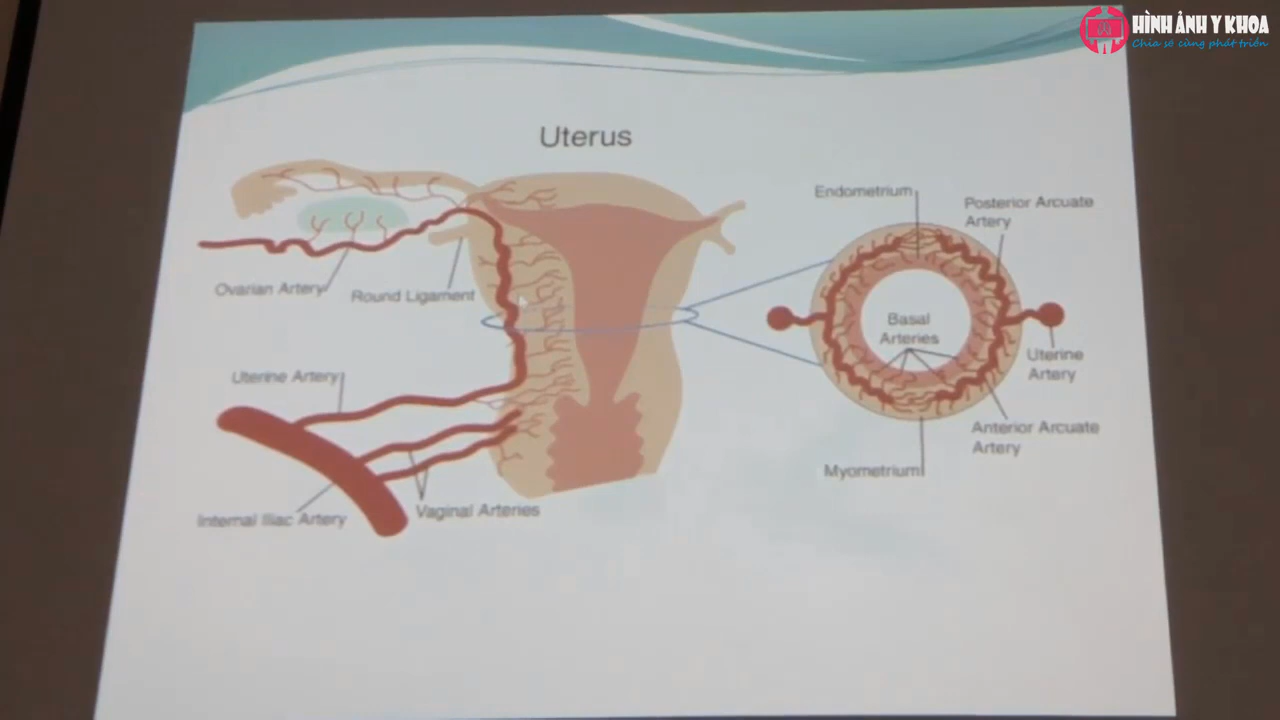 HÌNH ẢNH Y KHOA
Chia sẻ cùng phát triển
Uterus
Endometrium
Posterior Arcuate
Artery
Ovarian Artery
Round Ligament
Basal
Arteries
Uterine
Artery
Uterine Artery
Anterior Arcuate
Artery
Myometrium
Internal Iliac Artery
Vaginal Arteries